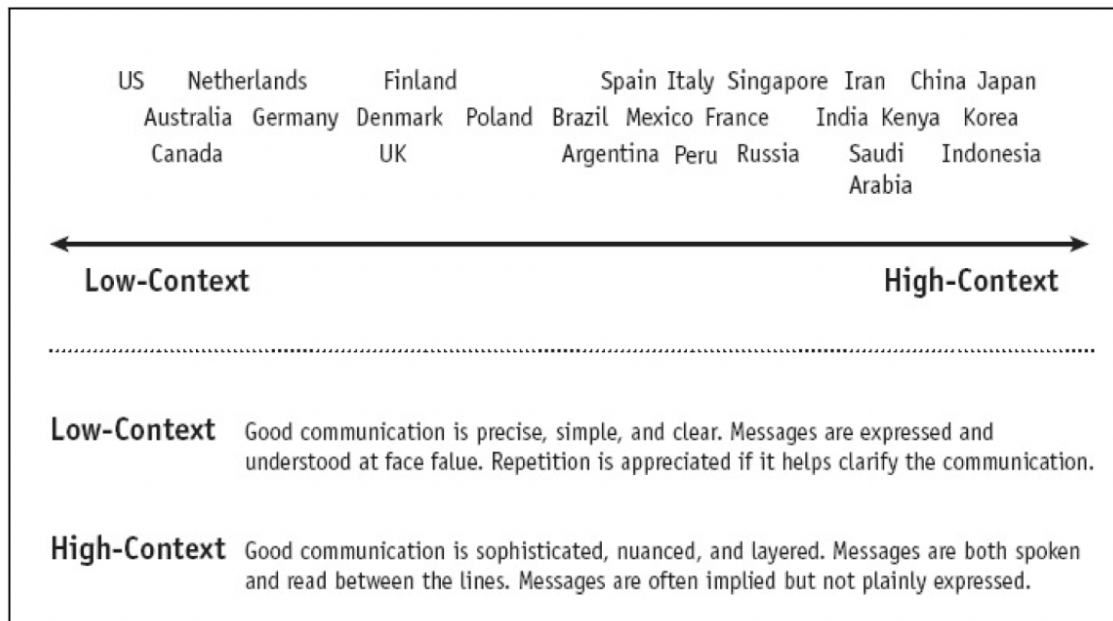 US Netherlands Finland Spain Italy Singapore Iran China Japan
Australia Germany Denmark Poland Brazil Mexico France India Kenya Korea
Canada UK Argentina Peru Russia Saudi Indonesia
Arabia
Low-Context High-Context
Low-Context Good communication is precise, simple, and clear. Messages are expressed and
understood at face falue. Repetition is appreciated if it helps clarify the communication.
High-Context Good communication is sophisticated, nuanced, and layered. Messages are both spoken
and read between the lines. Messages are often implied but not plainly expressed.